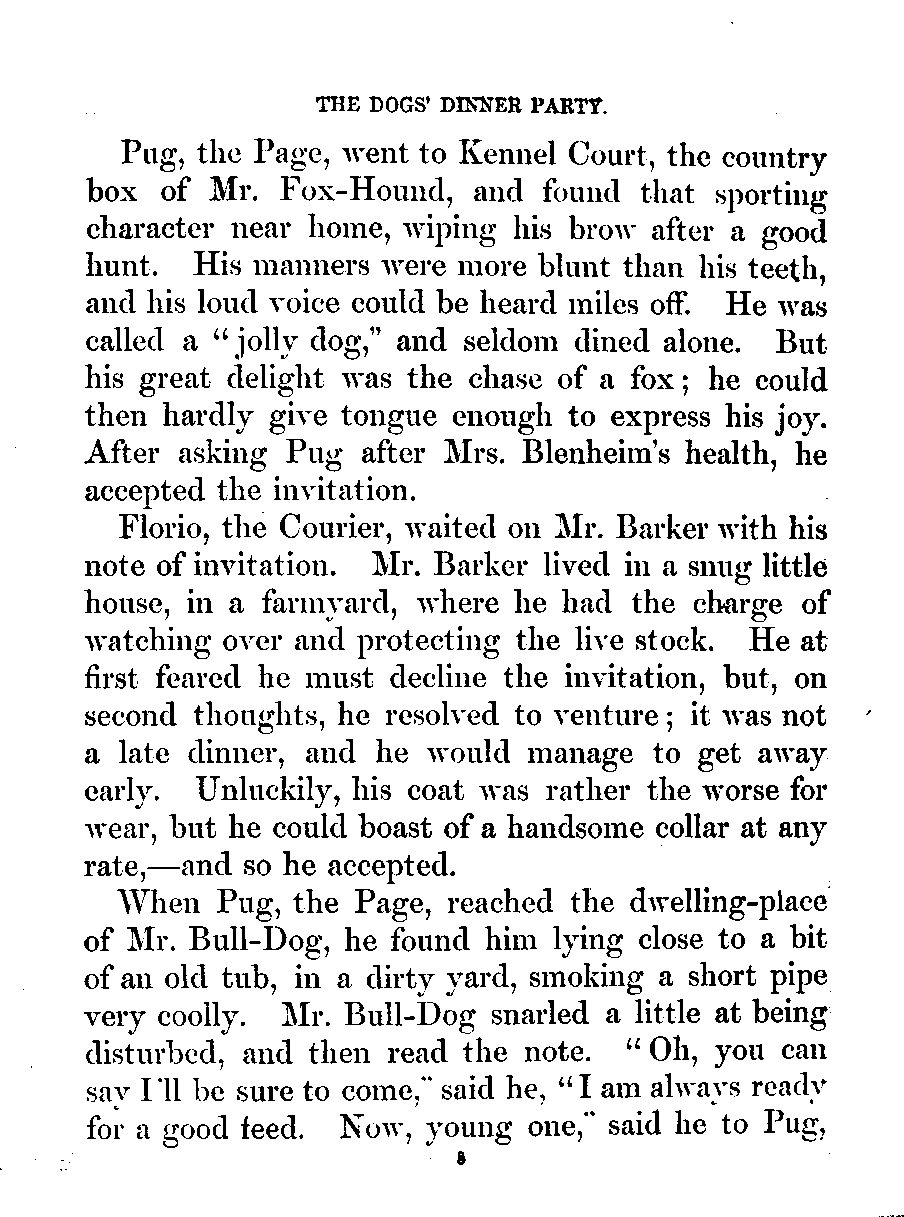 THE DOGS' DINNER PARTY.
Pug, the Page, went to Kennel Court, the country
box of Mr. Fox-Hound, and found that sporting
character near home, wiping his brow after a good
hunt. His manners were more blunt than his teeth,
and his loud voice could be heard miles off. He was
called a “jolly dog,” and seldom dined alone. But
his great delight was the chase of a fox; he could
then hardly give tongue enough to express his joy.
After asking Pug after Mrs. Blenheim's health, he
accepted the invitation.
Florio, the Courier, waited on Mr. Barker with his
note of invitation. Mr. Barker lived in a snug little
house, in a farmyard, where he had the charge of
watching over and protecting the live stock. He at
first feared he must decline the invitation, but, on
second thoughts, he resolved to venture; it was not
a late dinner, and he would manage to get away
early. Unluckily, his coat was rather the worse for
wear, but he could boast of a handsome collar at any
rate,—and so he accepted.
When Pug, the Page, reached the dwelling-place
of Mr. Bull-Dog, he found him lying close to a bit
of an old tub, in a dirty yard, smoking a short pipe
very coolly. Mr. Bull-Dog snarled a little at being
disturbed, and then read the note. “Oh, you can
say I'll be sure to come,” said he, “I am always ready
for a good feed. Now, young one,” said he to Pug,
8